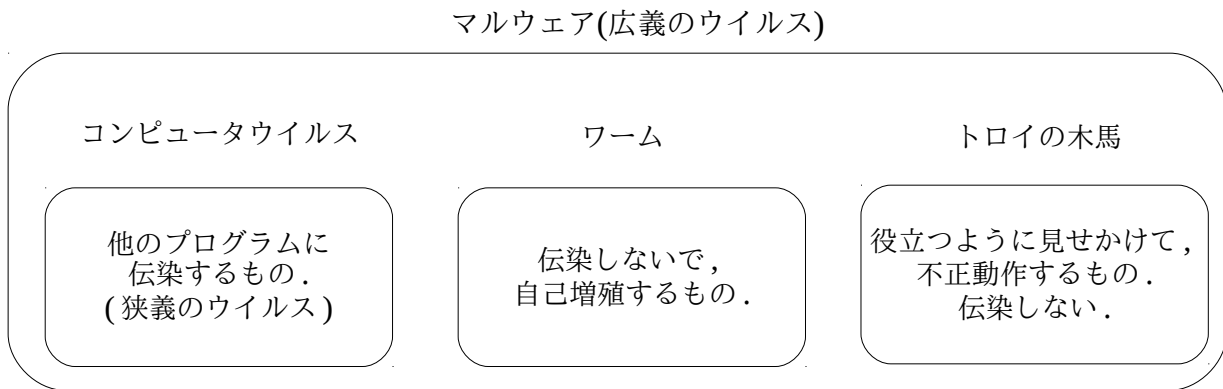 マルウェア(広義のウイルス)
コンピュータウイルス
ワーム
トロイの木馬
他のプログラムに
伝染するもの.
(狭義のウイルス)
伝染しないで,
自己増殖するもの.
役立つように見せかけて,
不正動作するもの.
伝染しない.